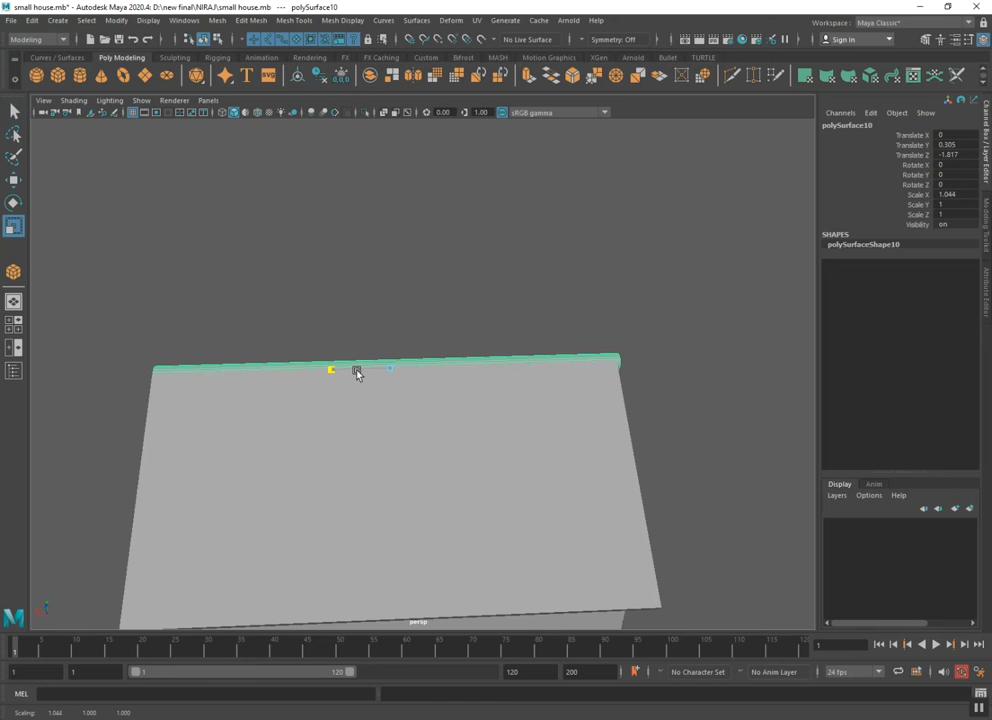 small house.mb* - Autodesk Maya 2020.4: D:\new final\NIRAJ\small house.mb --- polySurface10
File Edit Create Select Modify Display Windows Mesh Edit Mesh Mesh Tools Mesh Display Curves Surfaces Deform UV Generate Cache Arnold Help
Workspace : Maya Classic*
Modeling
No Live Surface
Symmetry: Off
Sign In
Curves / Surfaces Poly Modeling Sculpting Rigging Animation Rendering FX FX Caching Custom Bifrost MASH Motion Graphics XGen Arnold Bullet TURTLE
View Shading Lighting Show Renderer Panels
0.00
1.00
sRGB gamma
Channels Edit Object Show
polySurface10
Translate X 0
Translate Y 0.305
Translate Z -1.817
Rotate X 0
Rotate Y 0
Rotate Z 0
Scale X 1.044
Scale Y 1
Scale Z 1
Visibility on
SHAPES
polySurfaceShape10
Channel Box / Layer Editor
Modeling Toolkit
Attribute Editor
Display Anim
Layers Options Help
persp
5 10 15 20 25 30 35 40 45 50 55 60 65 70 75 80 85 90 95 100 105 110 115 120
1
1
1
1
1
120
120
200
No Character Set
No Anim Layer
24 fps
MEL
Scaling: 1.044 1.000 1.000